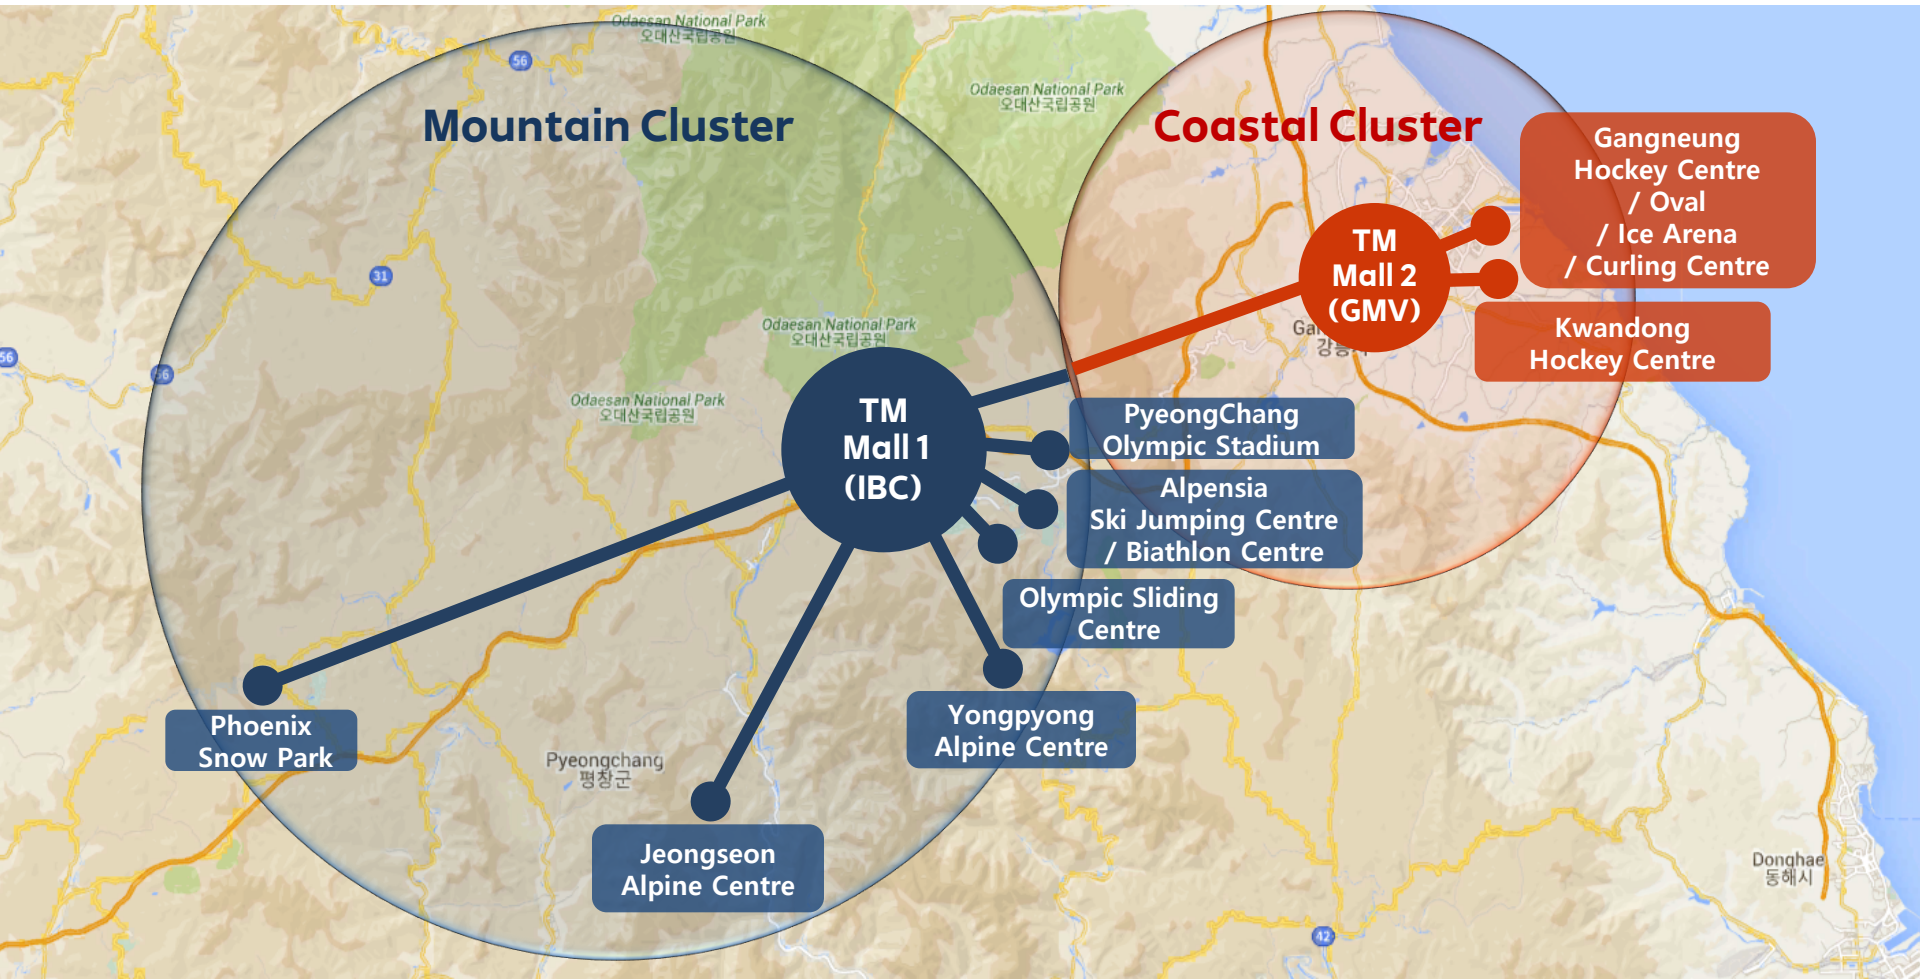 Odaesan National Park
오대산국립공원
56
Odaesan National Park
오대산국립공원
Mountain Cluster
Coastal Cluster
Gangneung
Hockey Centre
/ Oval
/ Ice Arena
/ Curling Centre
TM
Mall 2
(GMV)
31
Odaesan National Park
오대산국립공원
Kwandong
Hockey Centre
56
56
Odaesan National Park
오대산국립공원
TM
Mall 1
(IBC)
PyeongChang
Olympic Stadium
Alpensia
Ski Jumping Centre
/ Biathlon Centre
Olympic Sliding
Centre
Phoenix
Snow Park
Yongpyong
Alpine Centre
Pyeongchang
평창군
Jeongseon
Alpine Centre
Donghae
동해시
42